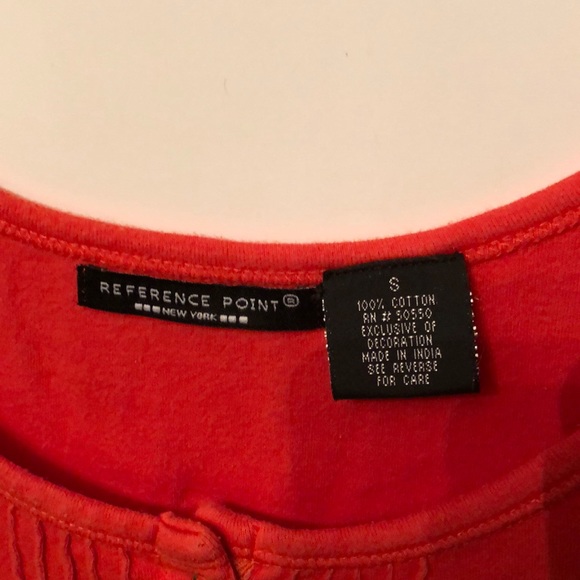 REFERENCE POINT®
NEW YORK
S
100% COTTON
RN # 50550
EXCLUSIVE OF
DECORATION
MADE IN INDIA
SEE REVERSE
FOR CARE